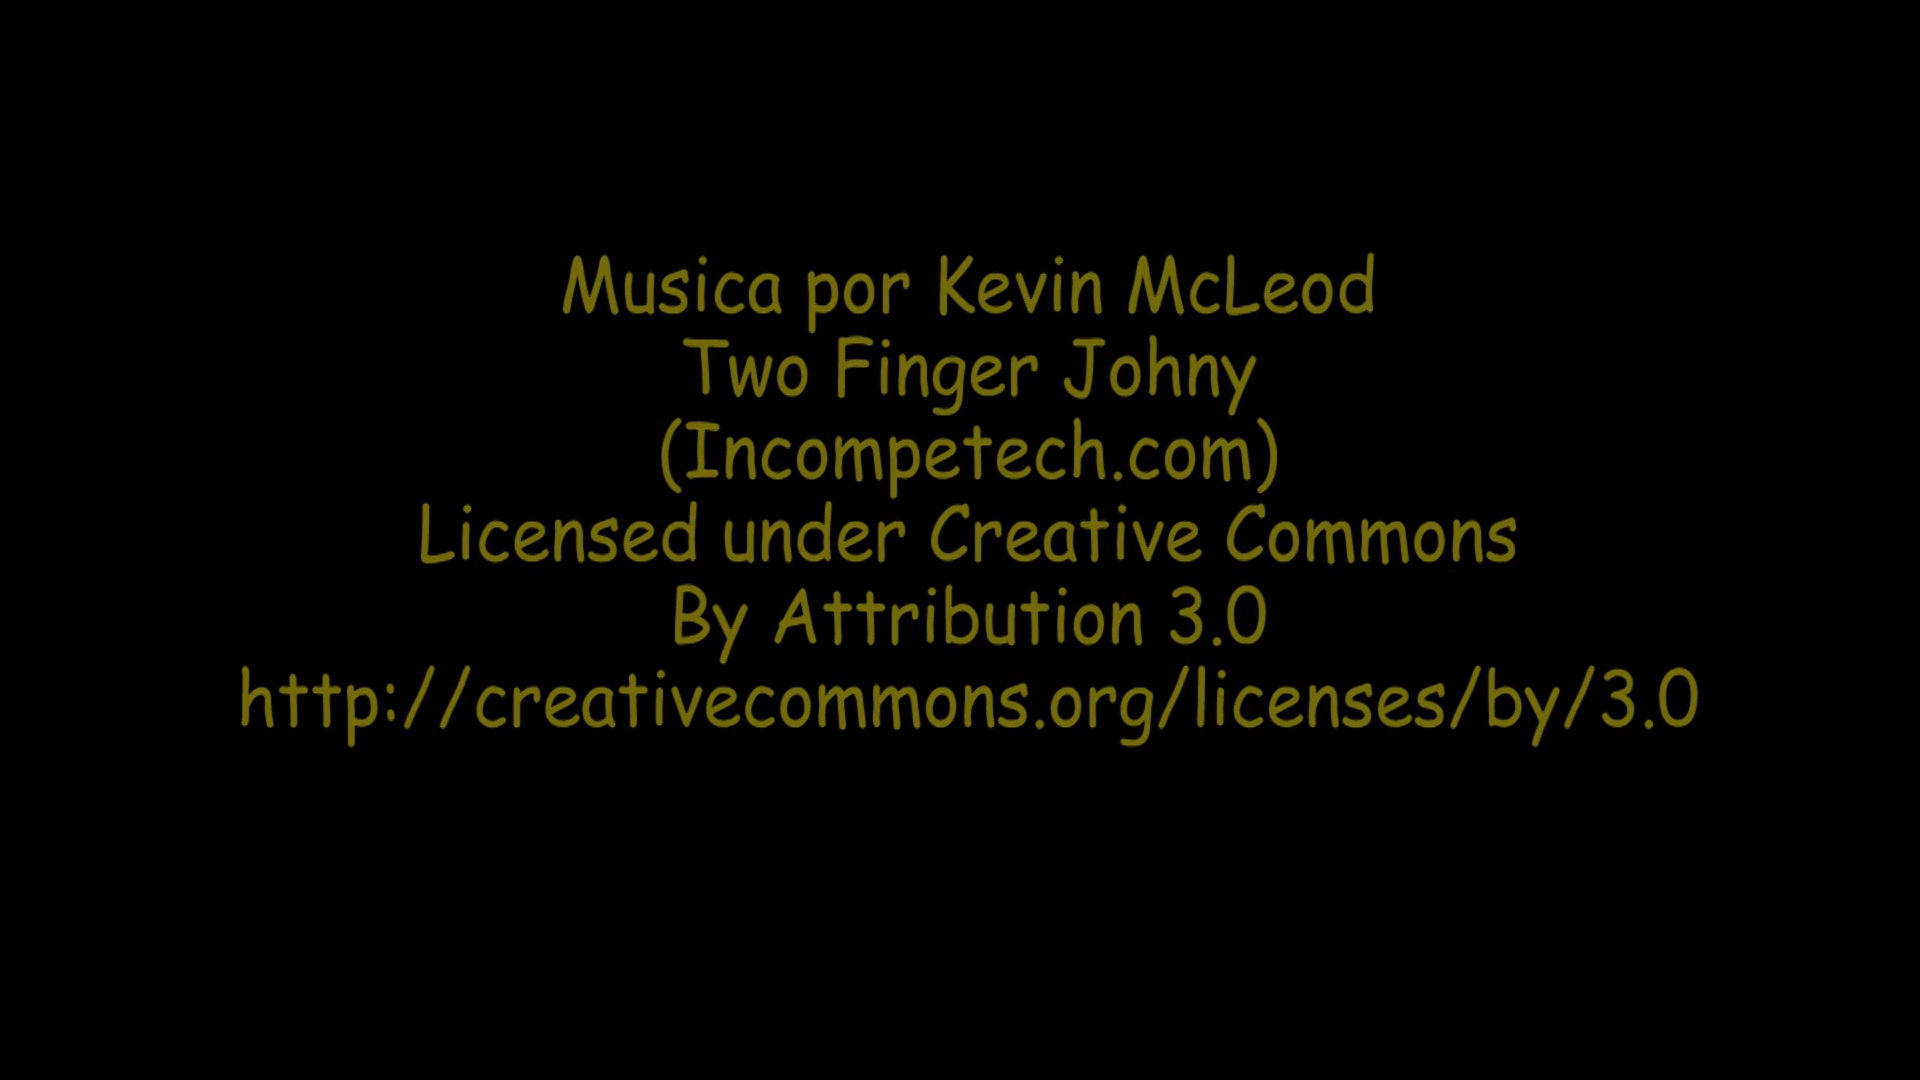 Musica por Kevin McLeod
Two Finger Johny
(Incompetech.com)
Licensed under Creative Commons
By Attribution 3.0
http://creativecommons.org/licenses/by/3.0